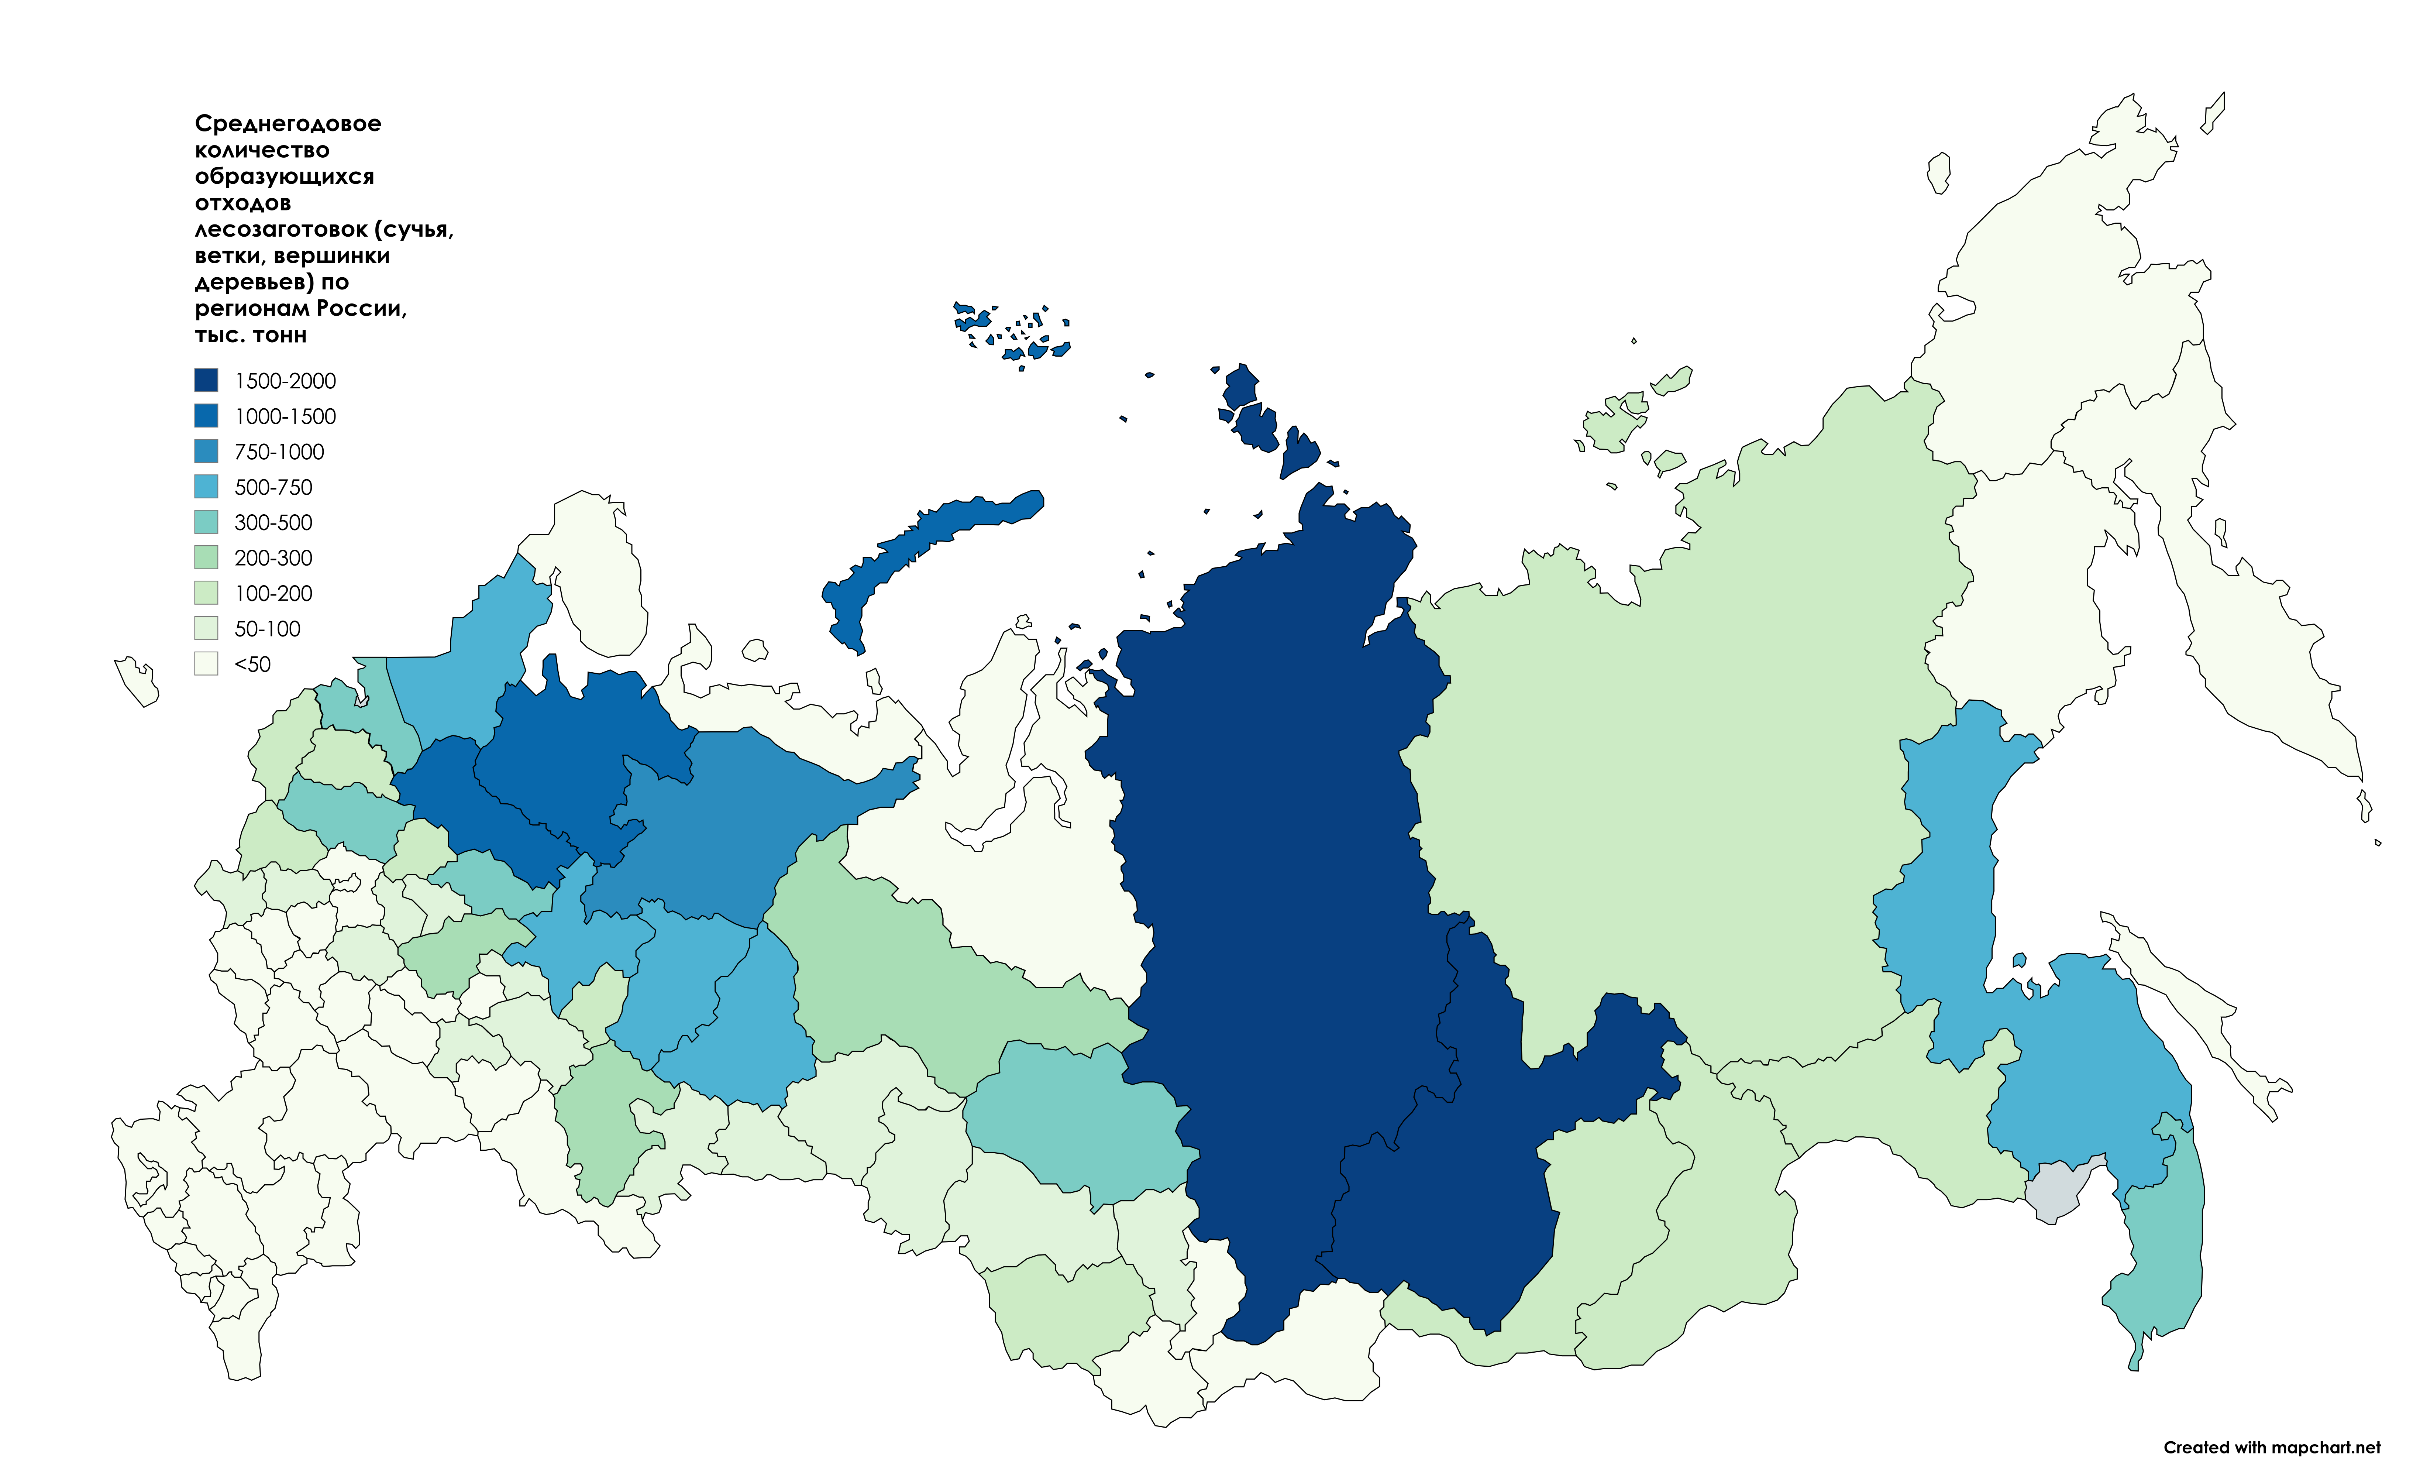 Среднегодовое
количество
образующихся
отходов
лесозаготовок (сучья,
ветки, вершинки
деревьев) по
регионам России,
тыс. тонн
1500-2000
1000-1500
750-1000
500-750
300-500
200-300
100-200
50-100
<50
Created with mapchart.net